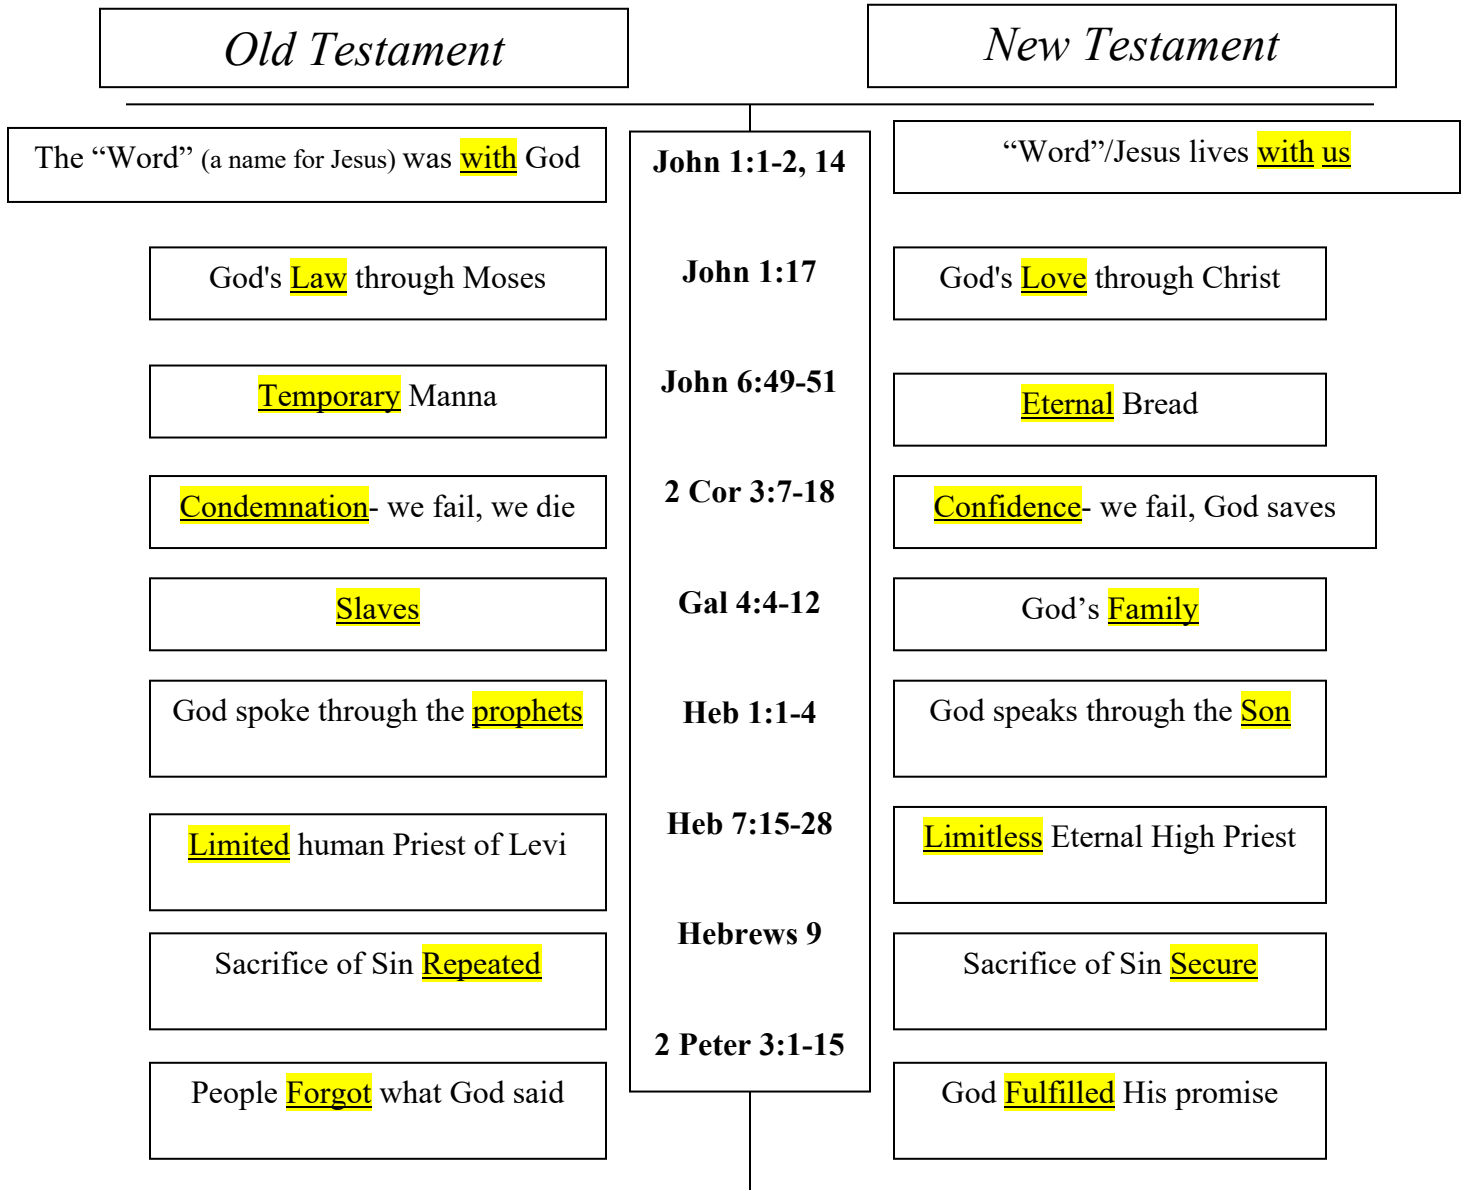 Old Testament
New Testament
The “Word” (a name for Jesus) was with God
John 1:1-2, 14
“Word”/Jesus lives with us
God's Law through Moses
John 1:17
God's Love through Christ
Temporary Manna
John 6:49-51
Eternal Bread
Condemnation- we fail, we die
2 Cor 3:7-18
Confidence- we fail, God saves
Slaves
Gal 4:4-12
God’s Family
God spoke through the prophets
Heb 1:1-4
God speaks through the Son
Limited human Priest of Levi
Heb 7:15-28
Limitless Eternal High Priest
Sacrifice of Sin Repeated
Hebrews 9
Sacrifice of Sin Secure
People Forgot what God said
2 Peter 3:1-15
God Fulfilled His promise